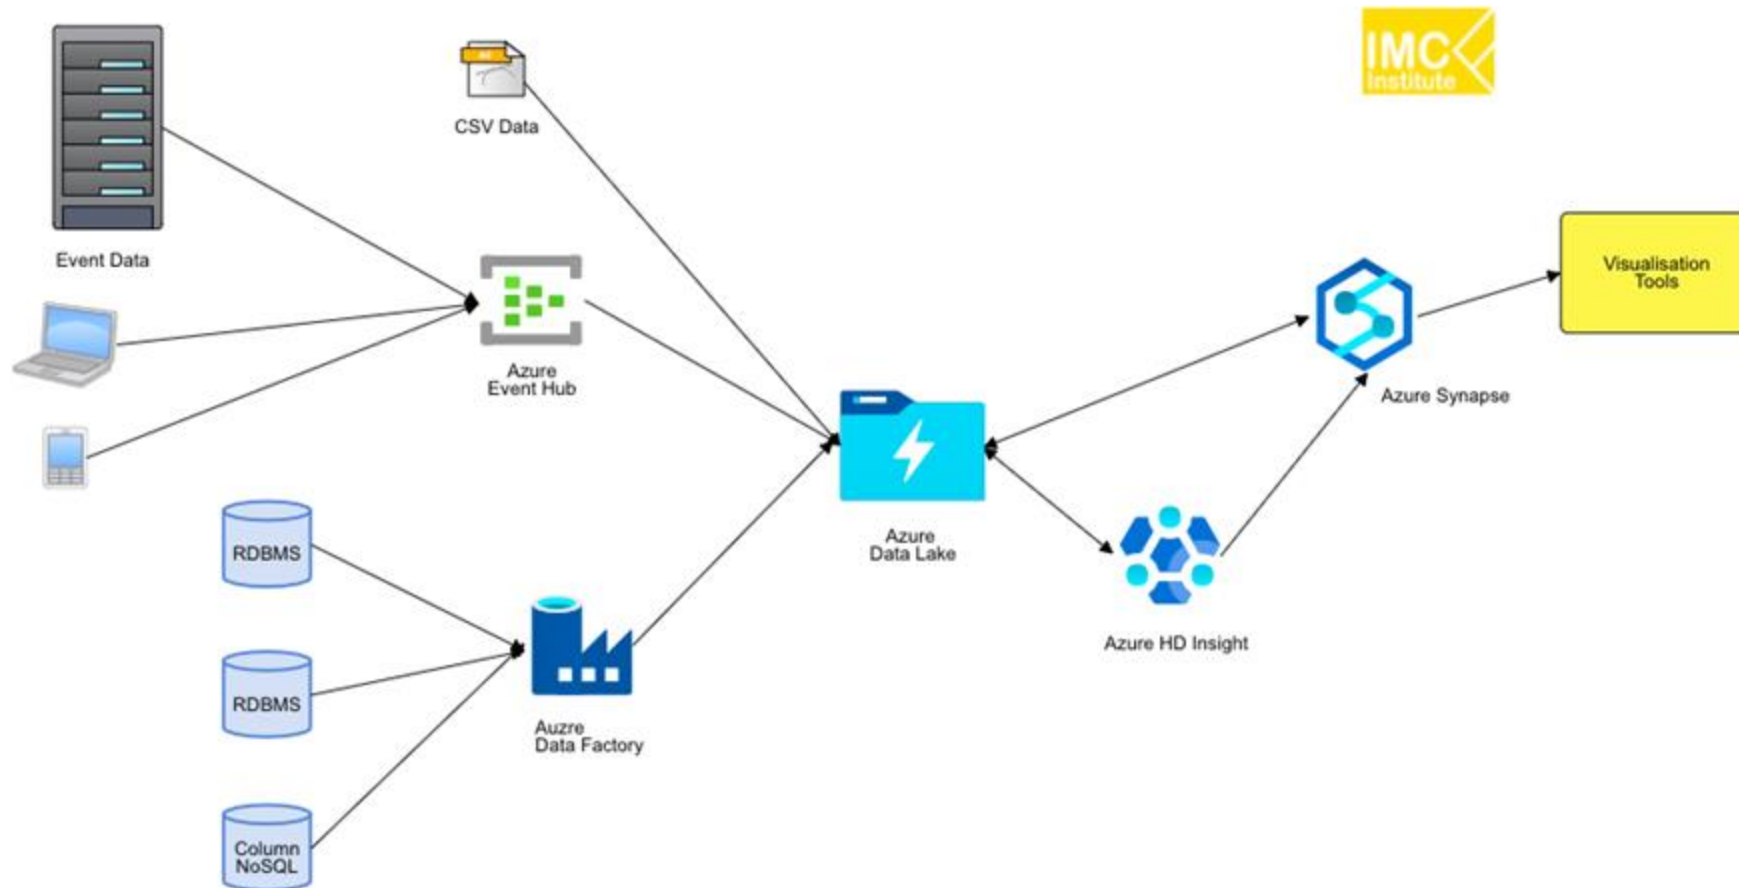 IMC
Institute
CSV Data
Event Data
Visualisation
Tools
Azure
Event Hub
Azure Synapse
Azure
Data Lake
RDBMS
Azure HD Insight
RDBMS
Auzre
Data Factory
Column
NoSQL